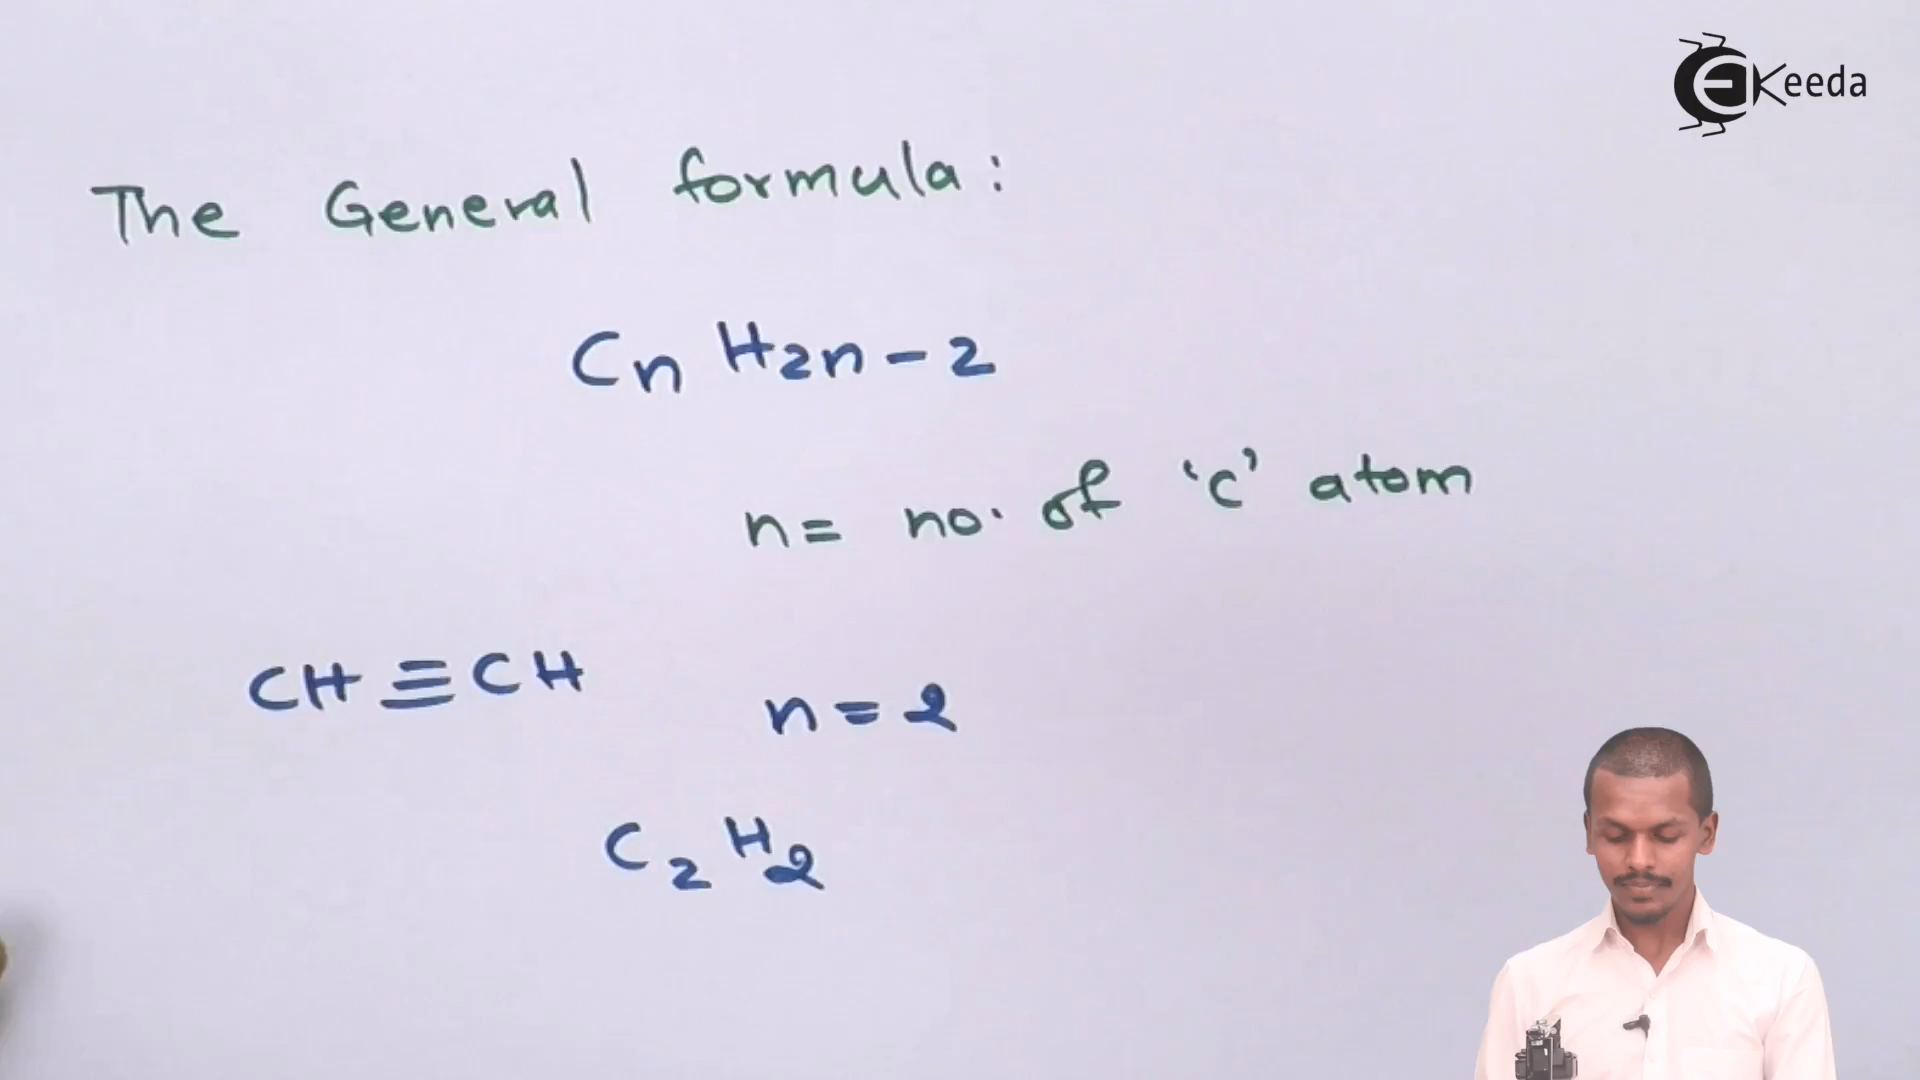 EKeeda
The General formula:
Cn H2n-2
n = no. of 'c' atom
CH≡CH n = 2
C2H2